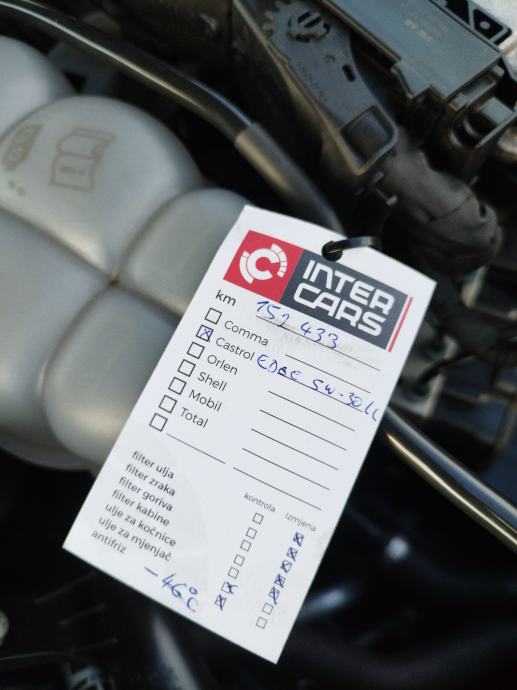 INTER
CARS
km 152 433
Comma
Castrol EDGE 5W-30 LL
Orlen
Shell
Mobil
Total
kontrola izmjena
filter ulja
filter zraka
filter goriva
filter kabine
ulje za kočnice
ulje za mjenjač
antifriz
-46°C